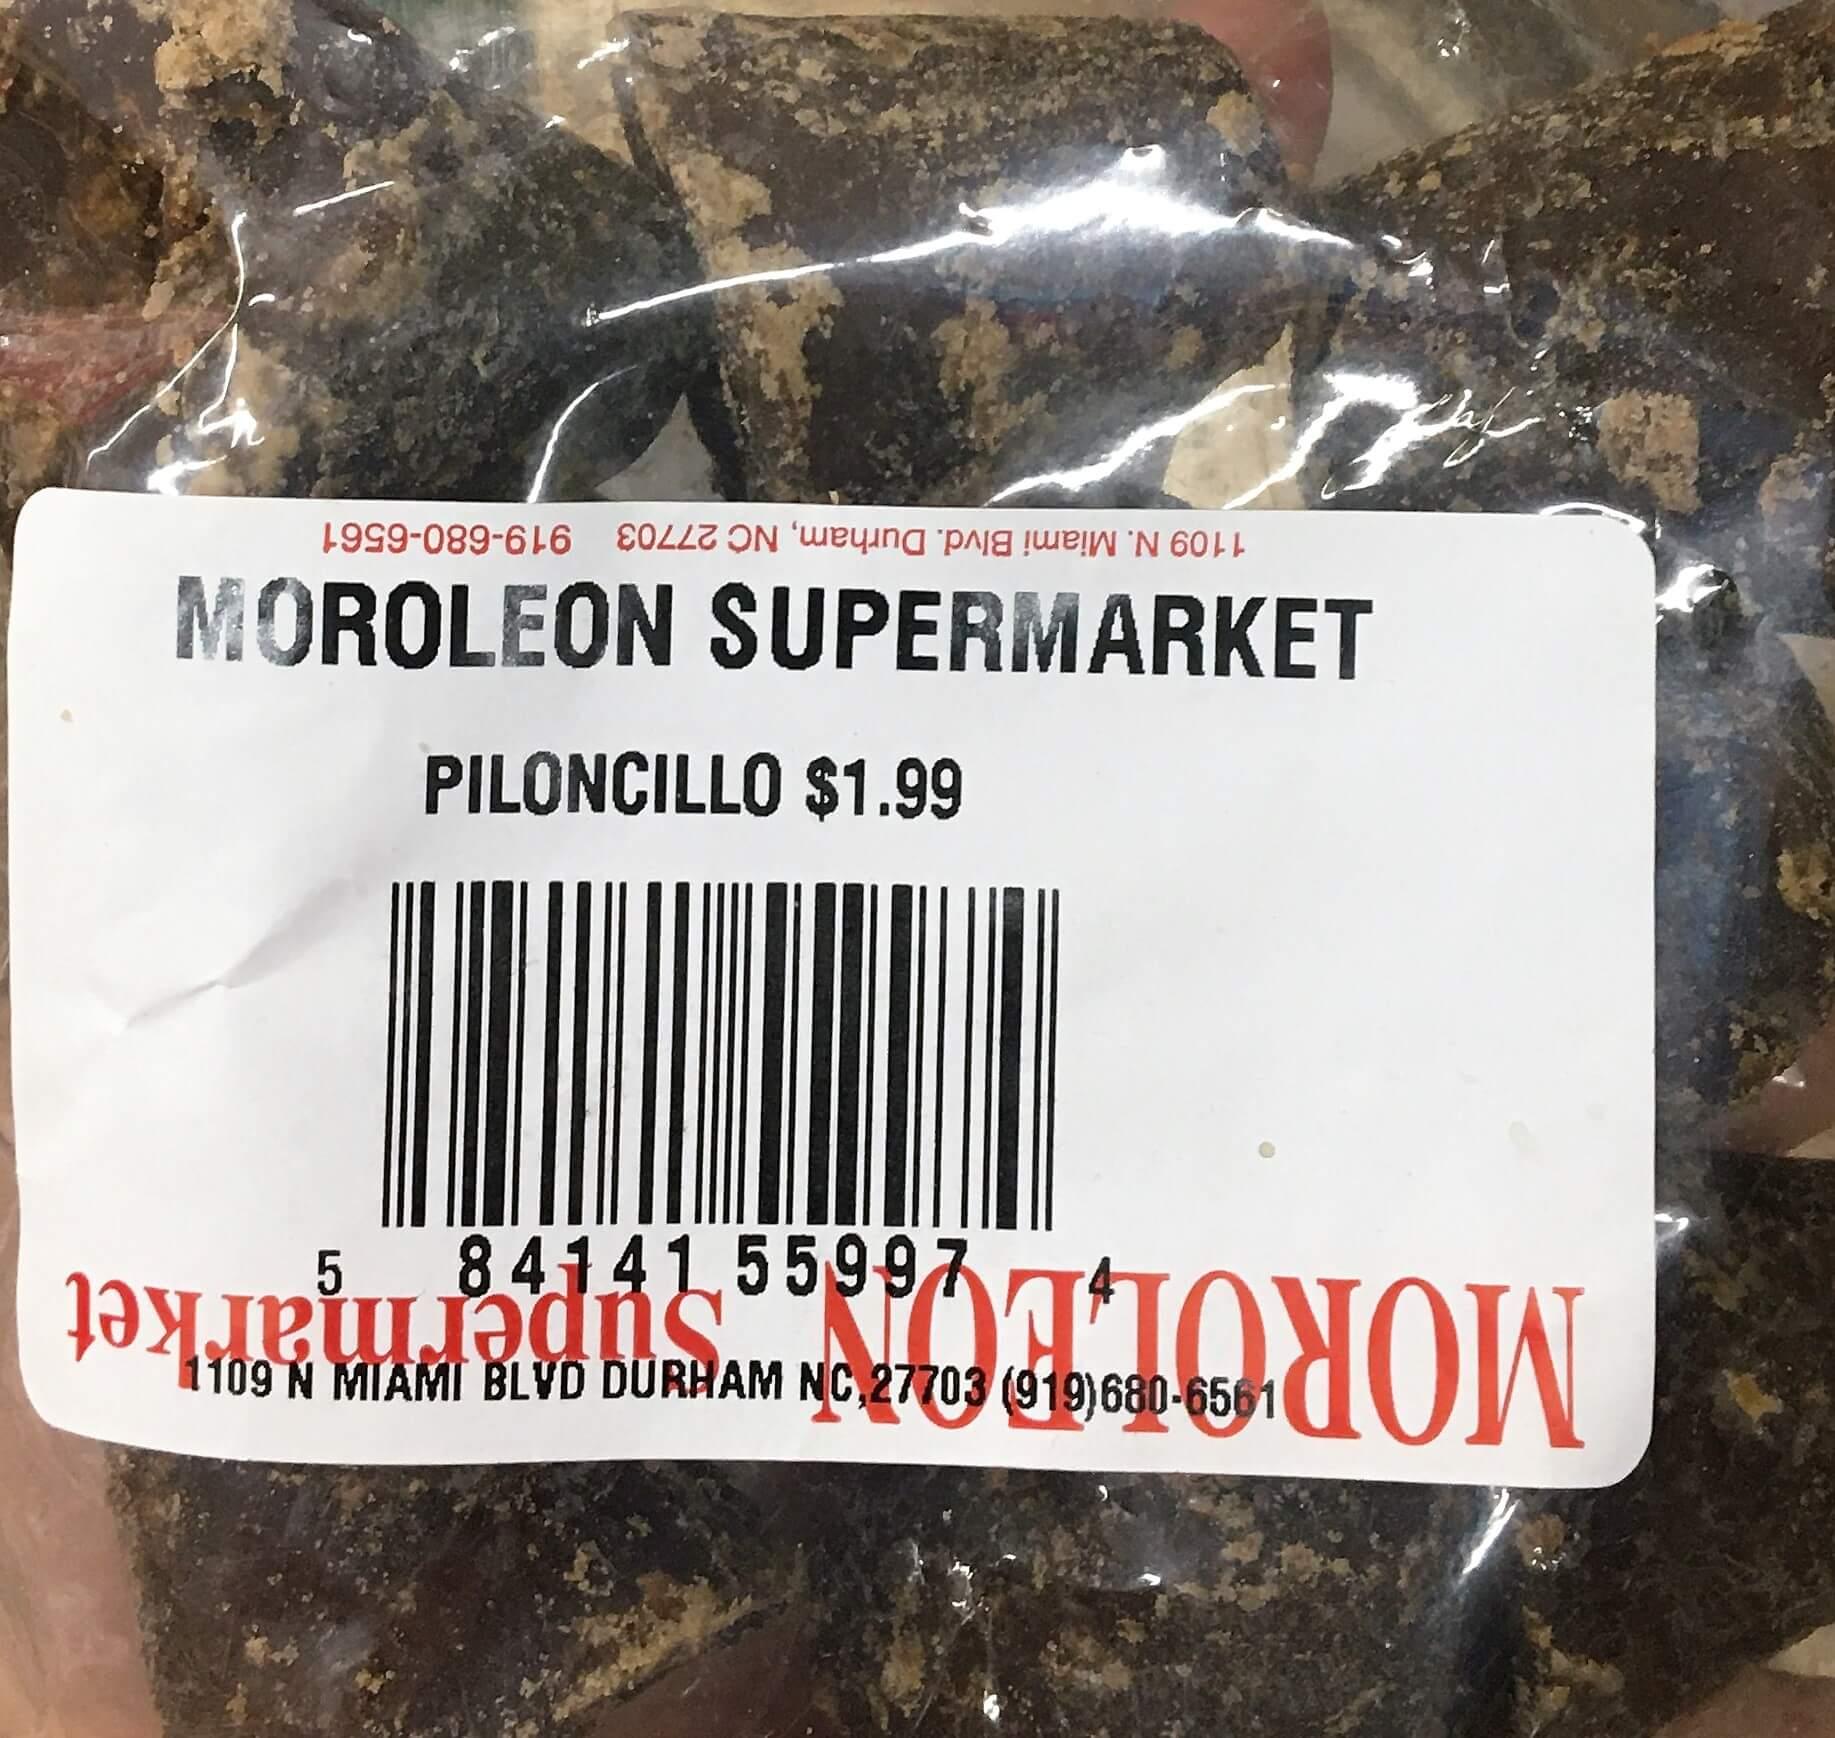 1109 N. Miami Blvd. Durham, NC 27703 919-680-6561
MOROLEON SUPERMARKET
PILONCILLO $1.99
5 84141 55997 4
MOROLEON Supermarket
1109 N MIAMI BLVD DURHAM NC,27703 (919)680-6561